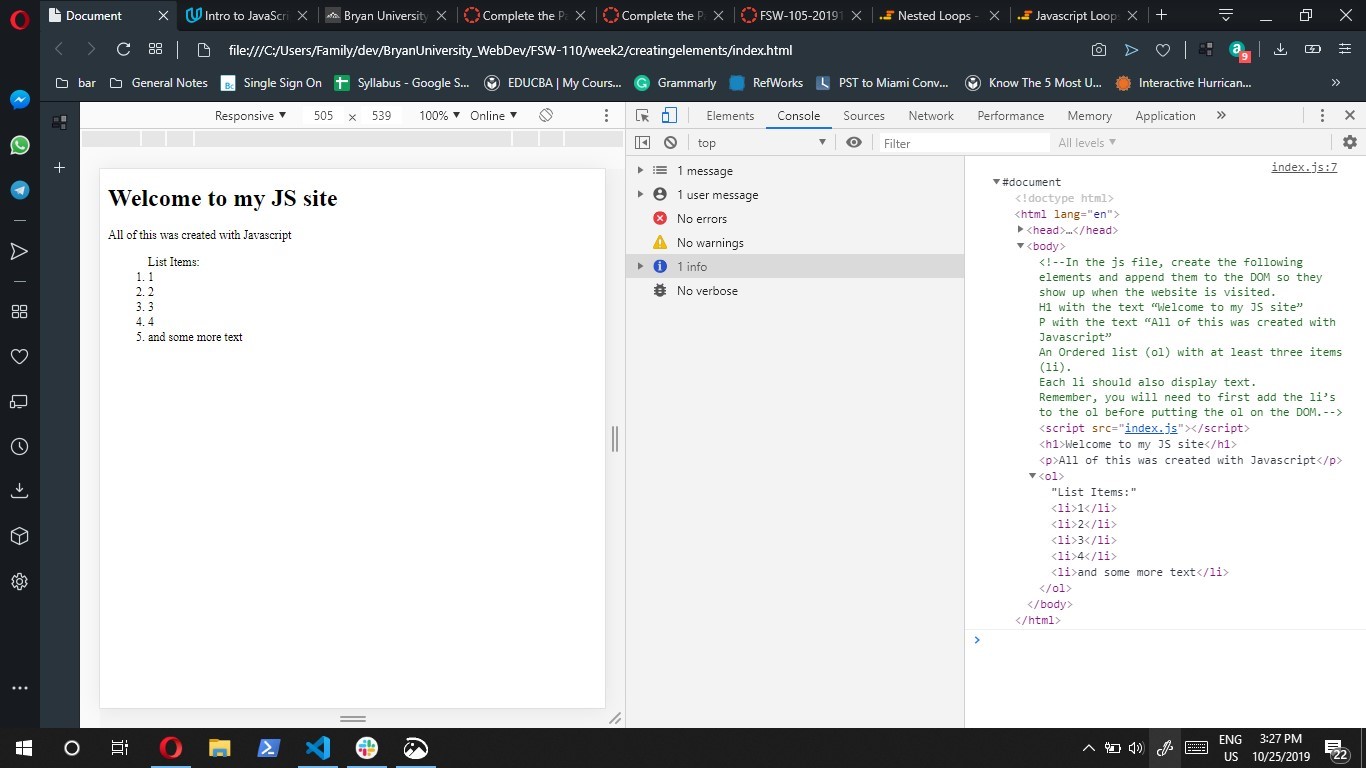 Document
Intro to JavaScri
Bryan University
Complete the Pa
Complete the Pa
FSW-105-20191
Nested Loops -
Javascript Loop
file:///C:/Users/Family/dev/BryanUniversity_WebDev/FSW-110/week2/creatingelements/index.html
a
9
bar
General Notes
Bc
Single Sign On
Syllabus - Google S...
EDUCBA | My Cours...
Grammarly
RefWorks
PST to Miami Conv...
Know The 5 Most U...
Interactive Hurrican...
»
Responsive
505
x
539
100%
Online
Elements
Console
Sources
Network
Performance
Memory
Application
»
top
Filter
All levels
Welcome to my JS site
All of this was created with Javascript
List Items:
1. 1
2. 2
3. 3
4. 4
5. and some more text
1 message
1 user message
No errors
No warnings
1 info
No verbose
index.js:7
#document
<!doctype html>
<html lang="en">
<head>…</head>
<body>
<!--In the js file, create the following
elements and append them to the DOM so they
show up when the website is visited.
H1 with the text “Welcome to my JS site”
P with the text “All of this was created with
Javascript”
An Ordered list (ol) with at least three items
(li).
Each li should also display text.
Remember, you will need to first add the li’s
to the ol before putting the ol on the DOM.-->
<script src="index.js"></script>
<h1>Welcome to my JS site</h1>
<p>All of this was created with Javascript</p>
<ol>
"List Items:"
<li>1</li>
<li>2</li>
<li>3</li>
<li>4</li>
<li>and some more text</li>
</ol>
</body>
</html>
ENG
US
3:27 PM
10/25/2019
22